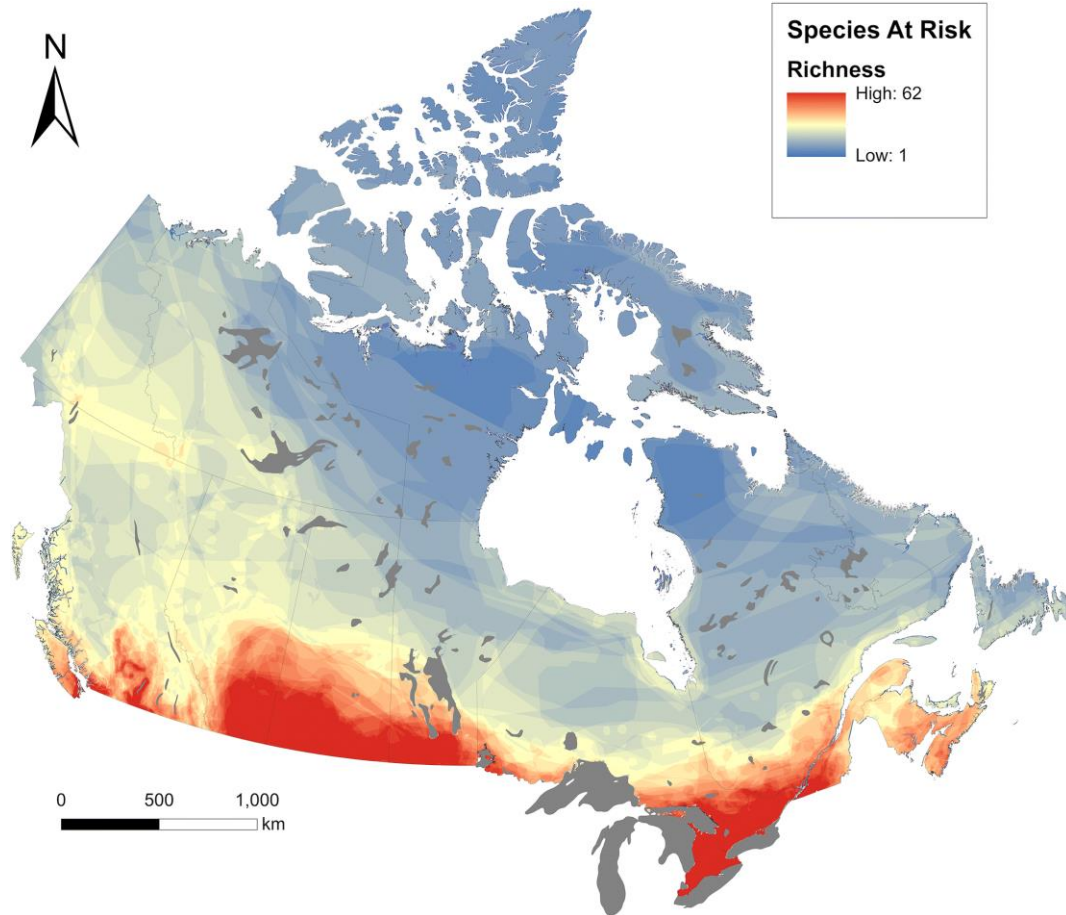 N
Species At Risk
Richness
High: 62
Low: 1
0 500 1,000
km